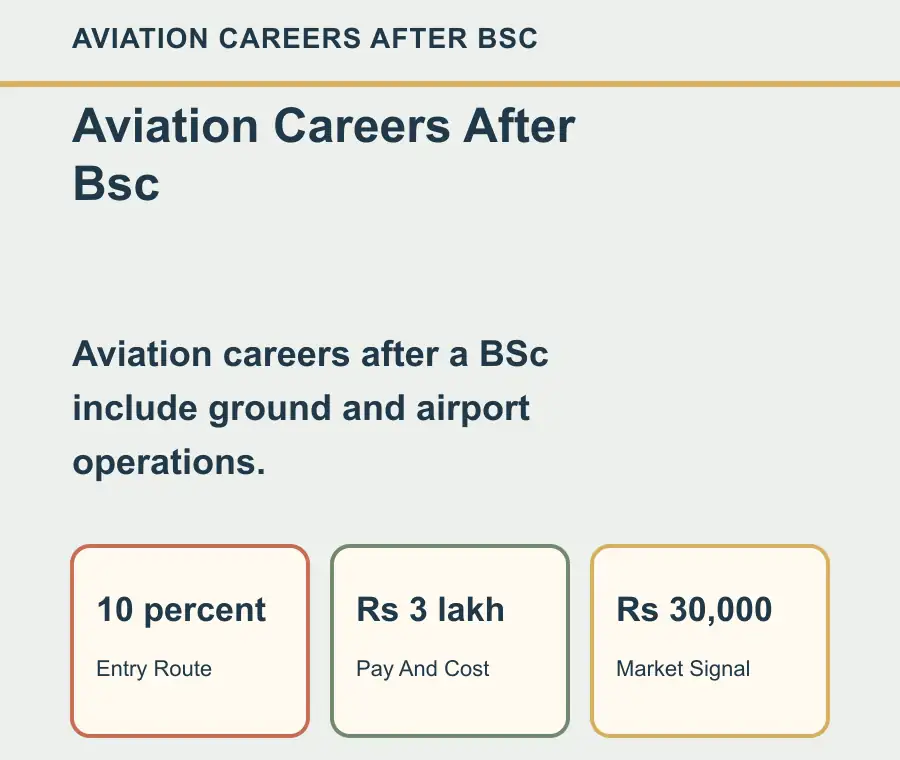 AVIATION CAREERS AFTER BSC
Aviation Careers After
Bsc
Aviation careers after a BSc
include ground and airport
operations.
10 percent
Entry Route
Rs 3 lakh
Pay And Cost
Rs 30,000
Market Signal